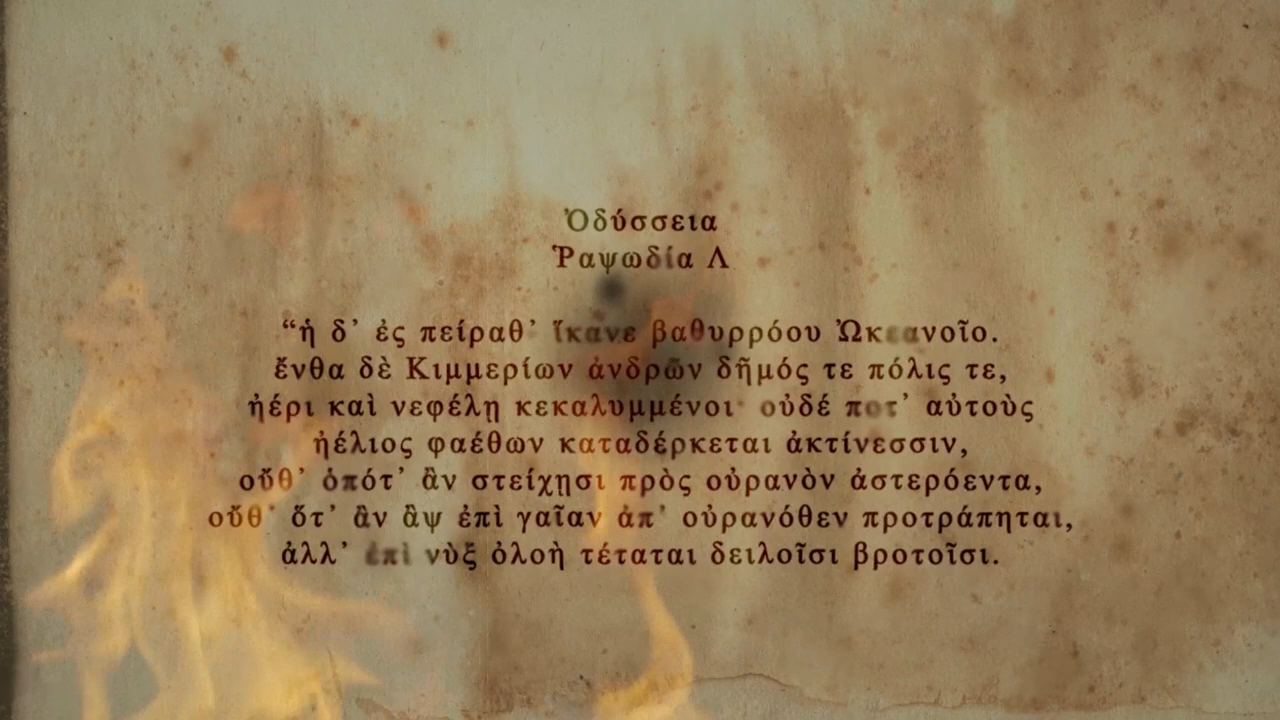 Ὀδύσσεια
Ῥαψωδία Λ
“ἡ δ’ ἐς πείραθ’ ἵκανε βαθυρρόου Ὠκεανοῖο.
ἔνθα δὲ Κιμμερίων ἀνδρῶν δῆμός τε πόλις τε,
ἠέρι καὶ νεφέλῃ κεκαλυμμένοι· οὐδέ ποτ’ αὐτοὺς
ἠέλιος φαέθων καταδέρκεται ἀκτίνεσσιν,
οὔθ’ ὁπότ’ ἂν στείχῃσι πρὸς οὐρανὸν ἀστερόεντα,
οὔθ’ ὅτ’ ἂν ἂψ ἐπὶ γαῖαν ἀπ’ οὐρανόθεν προτράπηται,
ἀλλ’ ἐπὶ νὺξ ὀλοὴ τέταται δειλοῖσι βροτοῖσι.